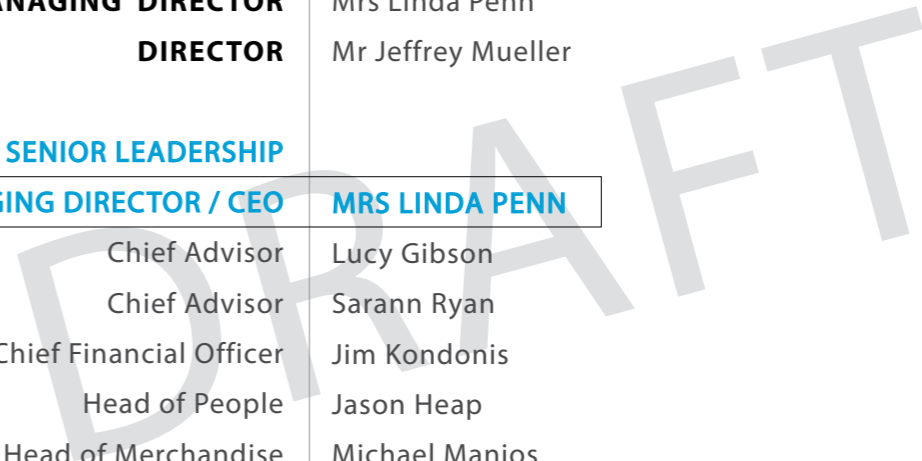 DIRECTOR Mrs Linda Penn
DIRECTOR Mr Jeffrey Mueller
SENIOR LEADERSHIP
DIRECTOR / CEO MRS LINDA PENN
Chief Advisor Lucy Gibson
Chief Advisor Sarann Ryan
Chief Financial Officer Jim Kondonis
Head of People Jason Heap
Head of Merchandise Michael Manios
DRAFT